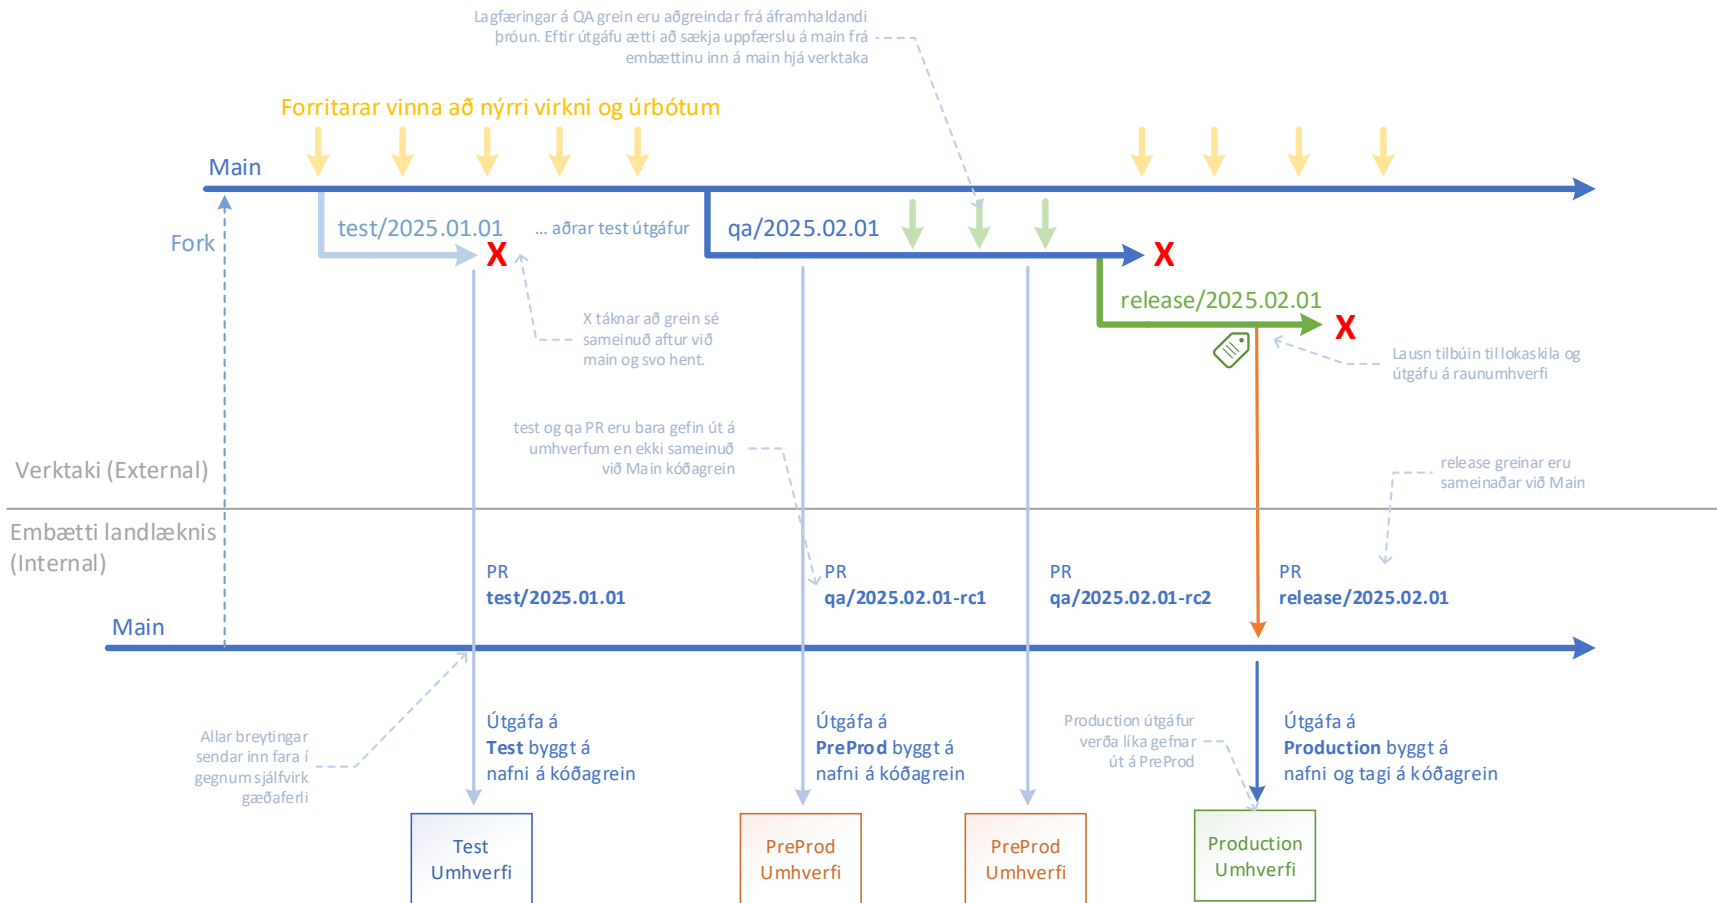 Lagfæringar á QA grein eru aðgreindar frá áframhaldandi
þróun. Eftir útgáfu ætti að sækja uppfærslu á main frá
embættinu inn á main hjá verktaka
Forritarar vinna að nýrri virkni og úrbótum
Main
Fork
test/2025.01.01
... aðrar test útgáfur
qa/2025.02.01
X
X
release/2025.02.01
X
X táknar að grein sé
sameinuð aftur við
main og svo hent.
Lausn tilbúin til lokaskila og
útgáfu á raunumhverfi
test og qa PR eru bara gefin út á
umhverfum en ekki sameinuð
við Main kóðagrein
release greinar eru
sameinaðar við Main
Verktaki (External)
Embætti landlæknis
(Internal)
PR
test/2025.01.01
PR
qa/2025.02.01-rc1
PR
qa/2025.02.01-rc2
PR
release/2025.02.01
Main
Allar breytingar
sendar inn fara í
gegnum sjálfvirk
gæðaferli
Útgáfa á
Test byggt á
nafni á kóðagrein
Útgáfa á
PreProd byggt á
nafni á kóðagrein
Production útgáfur
verða líka gefnar
út á PreProd
Útgáfa á
Production byggt á
nafni og tagi á kóðagrein
Test
Umhverfi
PreProd
Umhverfi
PreProd
Umhverfi
Production
Umhverfi